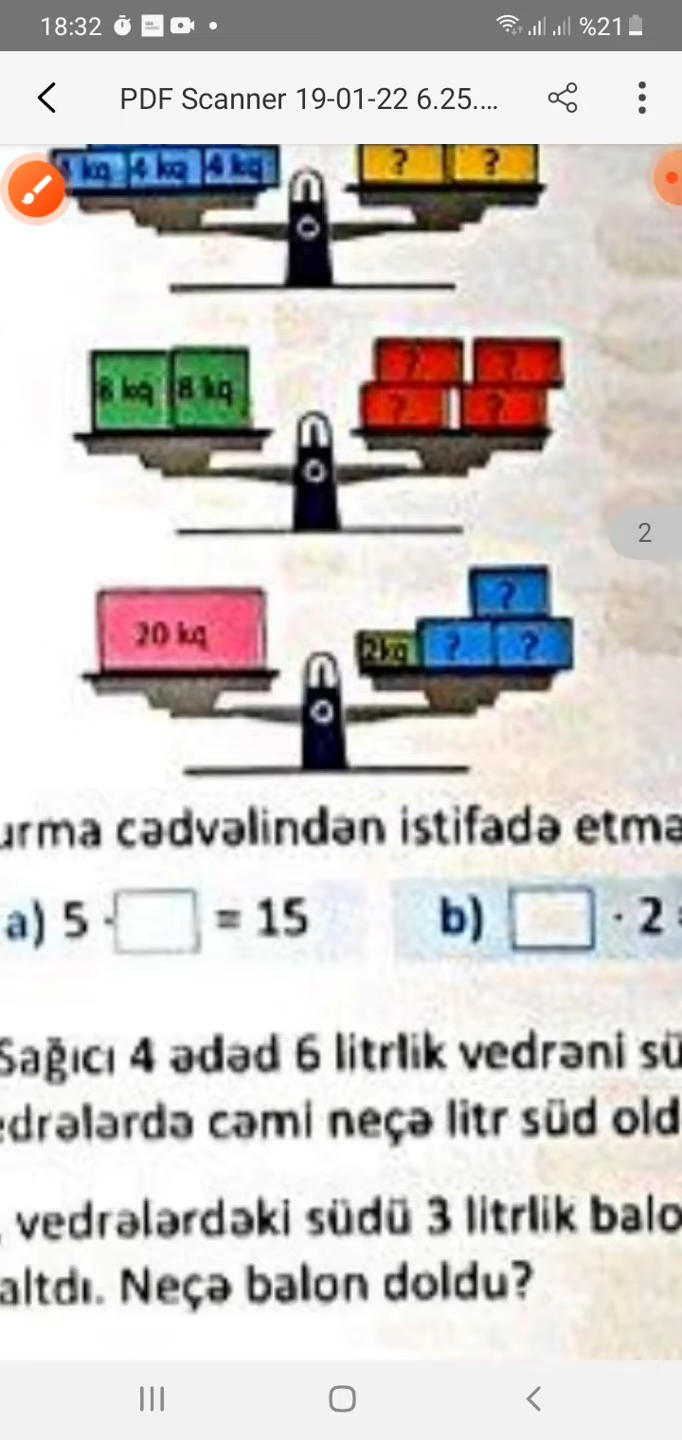 18:32 %21
PDF Scanner 19-01-22 6.25....
4 kq 4 kq ? ?
8 kq 8 kq ? ? ? ?
2
20 kq 2kq ? ? ?
urma cədvəlindən istifadə etmə
a) 5 · = 15 b) · 2 =
Sağıcı 4 ədəd 6 litrlik vedrəni sü
edrələrdə cəmi neçə litr süd old
vedrələrdəki südü 3 litrlik balo
altdı. Neçə balon doldu?